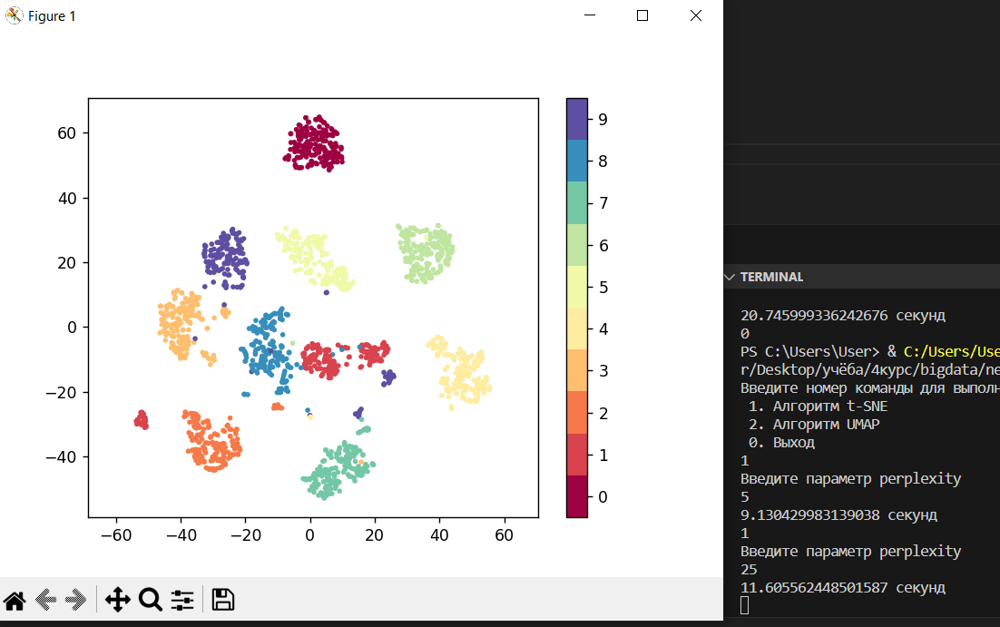 Figure 1
60
40
20
0
−20
−40
−60
−40
−20
0
20
40
60
9
8
7
6
5
4
3
2
1
0
TERMINAL
20.745999336242676 секунд
0
PS C:\Users\User> & C:/Users/Use
r/Desktop/учёба/4курс/bigdata/ne
Введите номер команды для выполн
1. Алгоритм t-SNE
2. Алгоритм UMAP
0. Выход
1
Введите параметр perplexity
5
9.130429983139038 секунд
1
Введите параметр perplexity
25
11.605562448501587 секунд